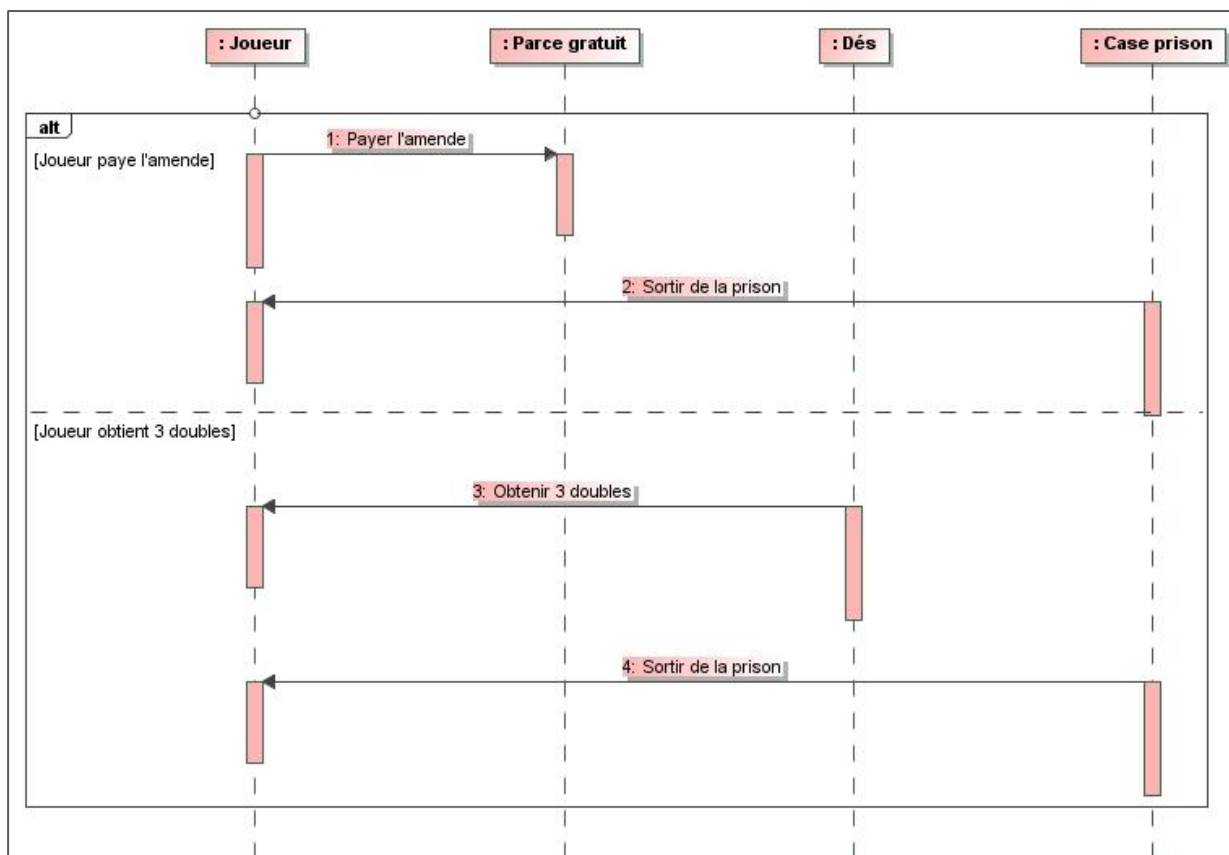 : Joueur
: Parce gratuit
: Dés
: Case prison
alt
1: Payer l'amende
[Joueur paye l'amende]
2: Sortir de la prison
[Joueur obtient 3 doubles]
3: Obtenir 3 doubles
4: Sortir de la prison